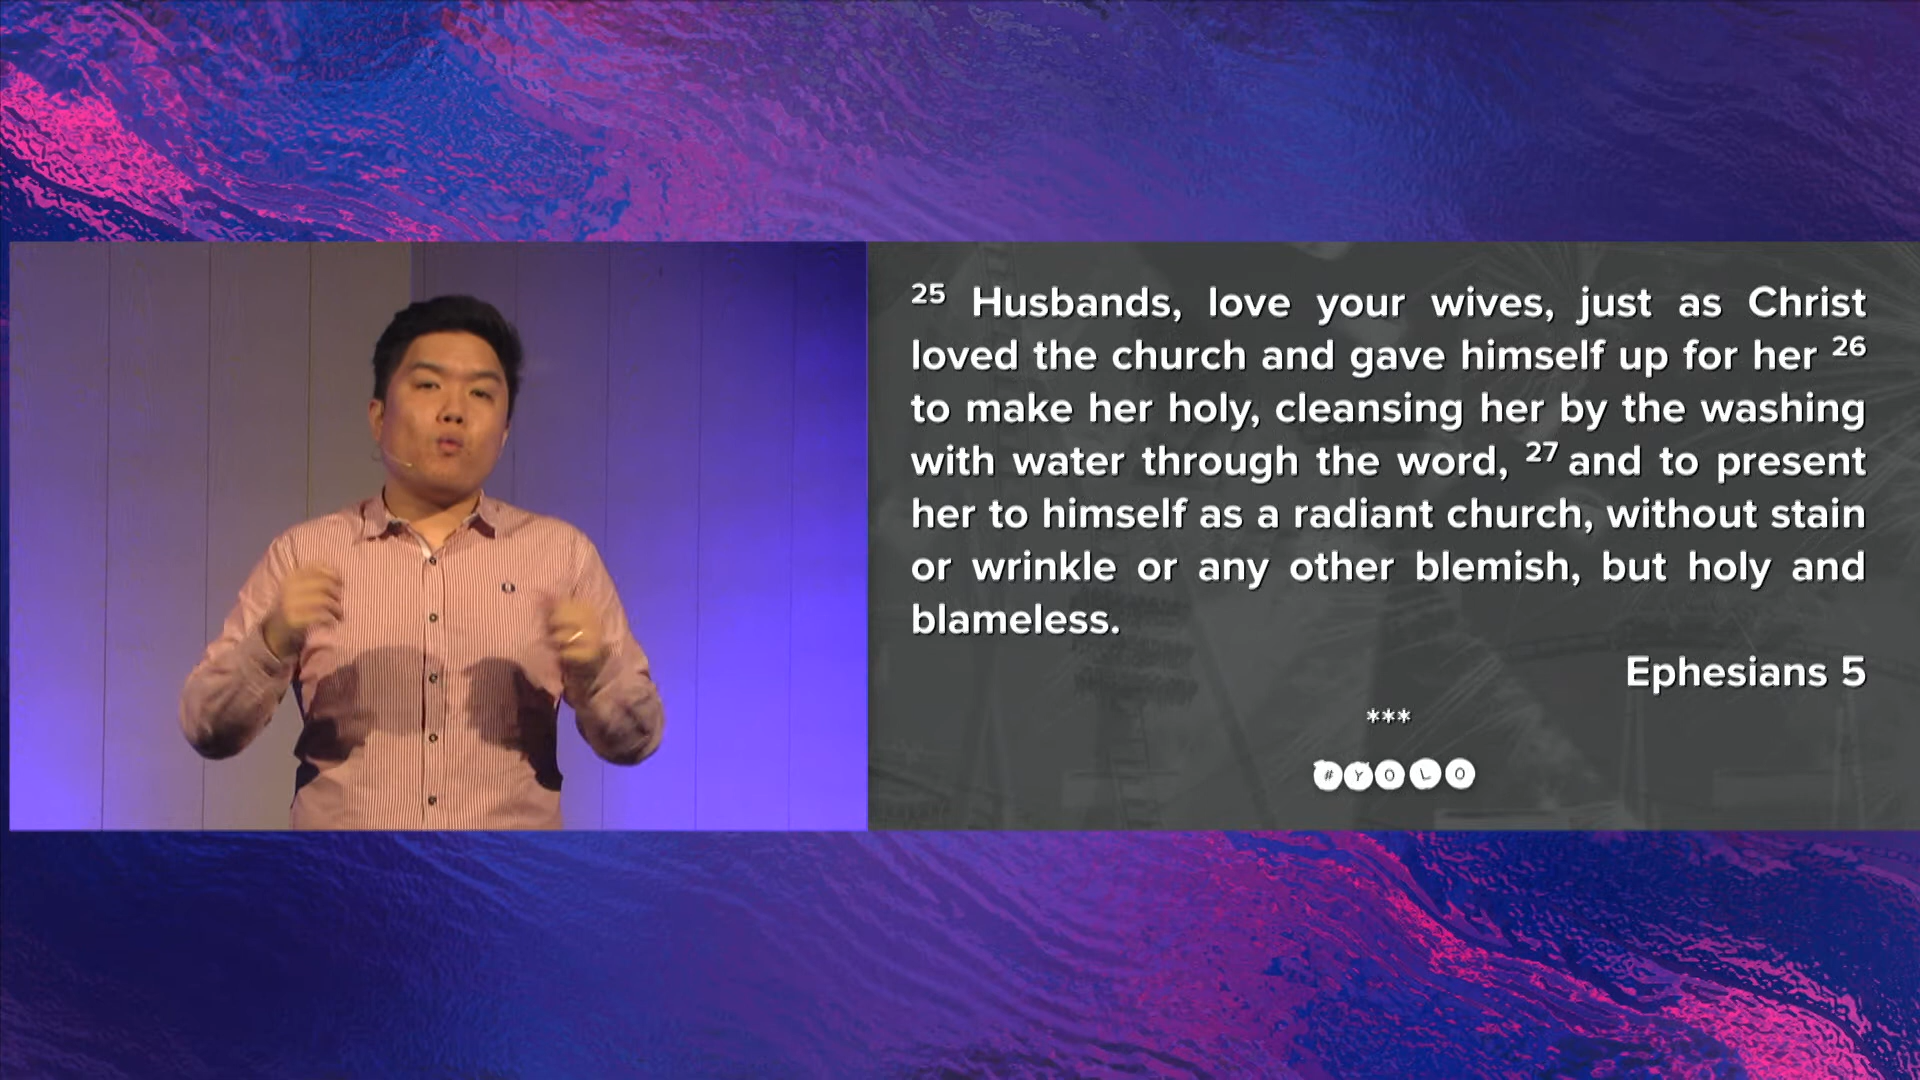 25 Husbands, love your wives, just as Christ
loved the church and gave himself up for her 26
to make her holy, cleansing her by the washing
with water through the word, 27 and to present
her to himself as a radiant church, without stain
or wrinkle or any other blemish, but holy and
blameless.
Ephesians 5
***
#YOLO